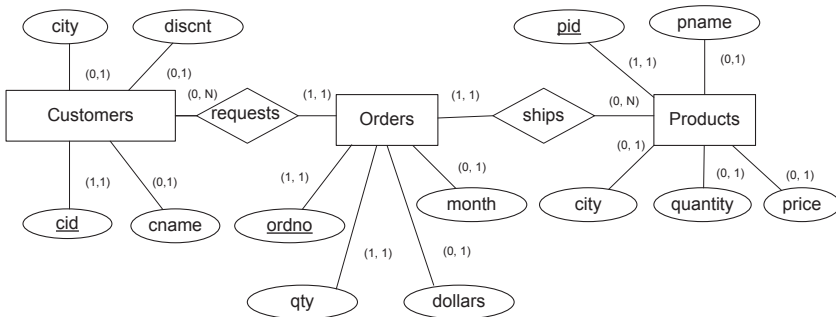 city
discnt
pid
pname
(0,1)
(0,1)
(1, 1)
(0,1)
Customers
(0, N)
requests
(1, 1)
Orders
(1, 1)
ships
(0, N)
Products
(1,1)
(0,1)
(1, 1)
(0, 1)
(0, 1)
(0, 1)
(0, 1)
cid
cname
ordno
month
city
quantity
price
(1, 1)
(0, 1)
qty
dollars